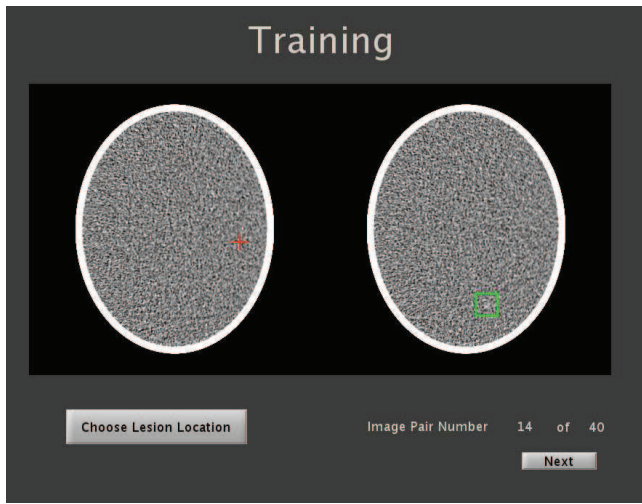 Training
Choose Lesion Location
Image Pair Number 14 of 40
Next